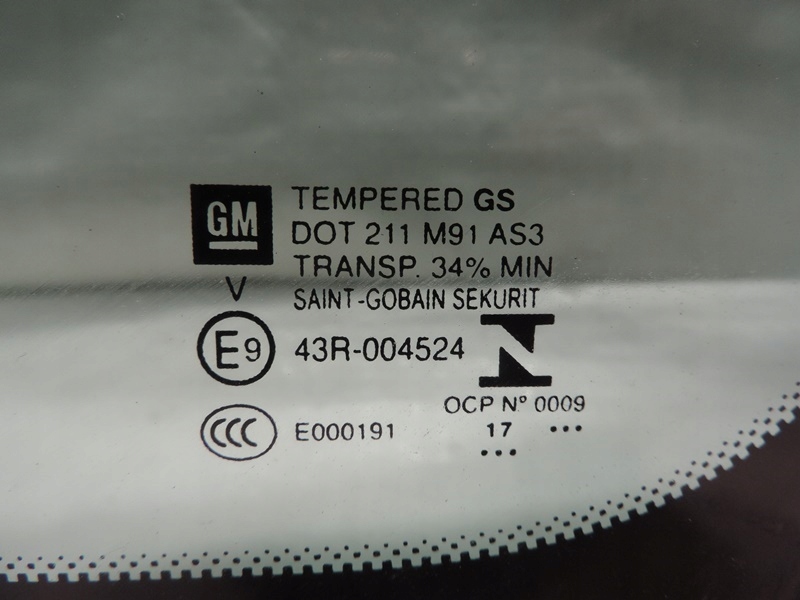 GM
TEMPERED GS
DOT 211 M91 AS3
TRANSP. 34% MIN
V
SAINT-GOBAIN SEKURIT
E9
43R-004524
N
OCP Nº 0009
CCC
E000191
17 ...
...